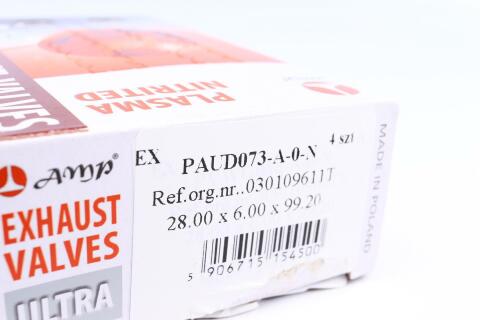 VALVES
PLASMA
NITRITED
AMP®
EXHAUST
VALVES
ULTRA
EX PAUD073-A-0-N 4 szt
Ref.org.nr..030109611T
28.00 x 6.00 x 99.20
5 906715 154500
MADE IN POLAND